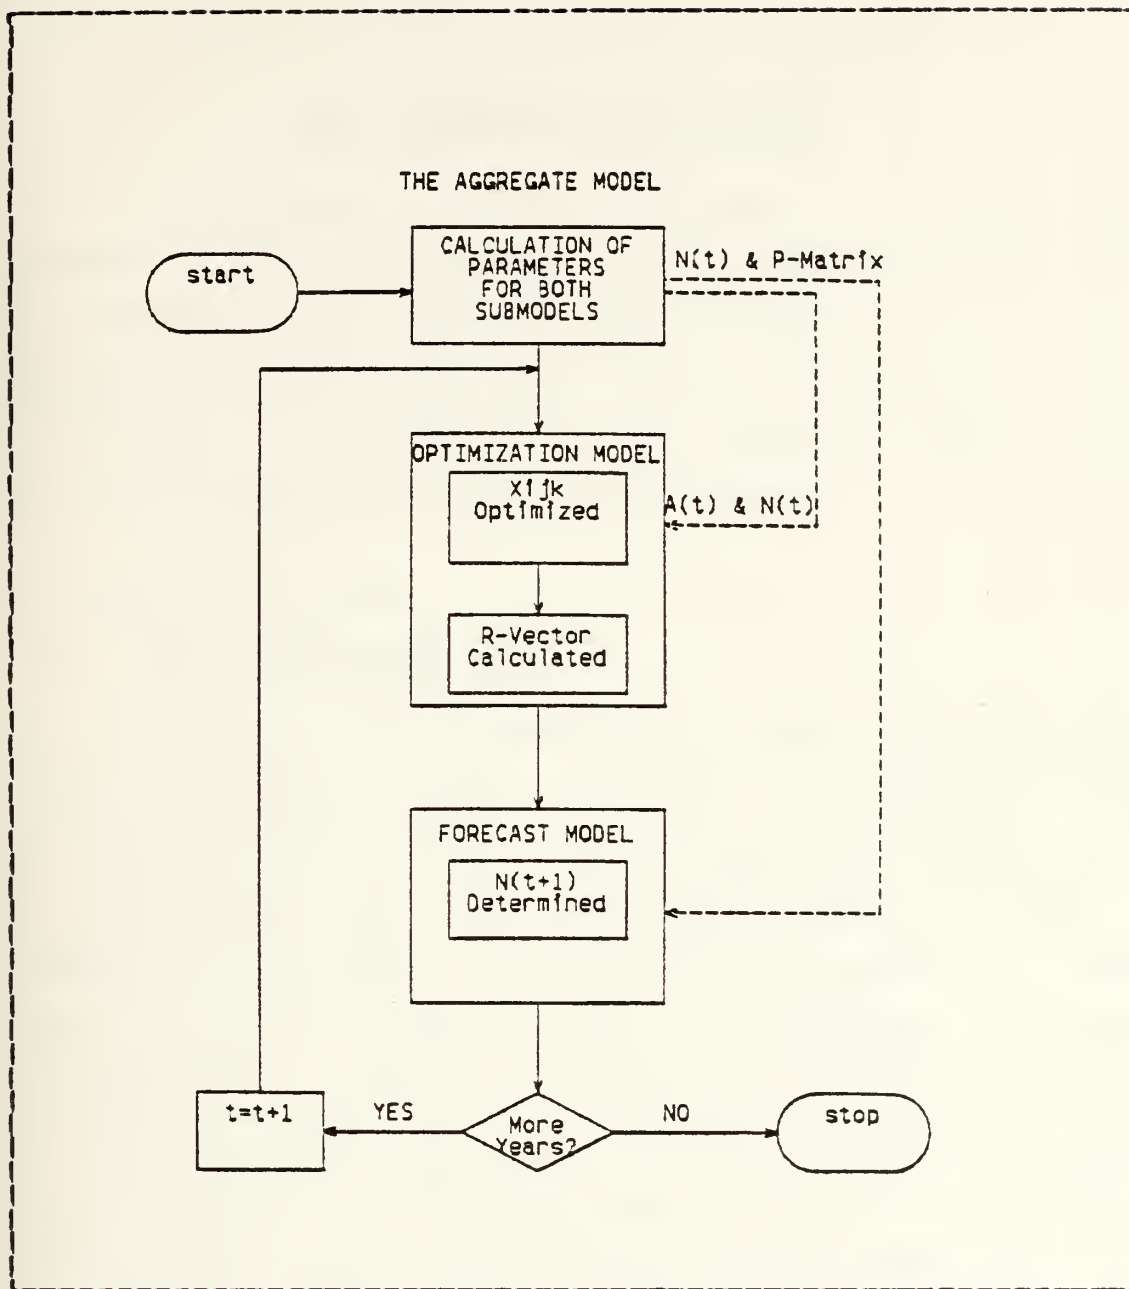 THE AGGREGATE MODEL
start
CALCULATION OF
PARAMETERS
FOR BOTH
SUBMODELS
N(t) & P-Matrix
OPTIMIZATION MODEL
Xijk
Optimized
A(t) & N(t)
R-Vector
Calculated
FORECAST MODEL
N(t+1)
Determined
t=t+1
YES
More
Years?
NO
stop